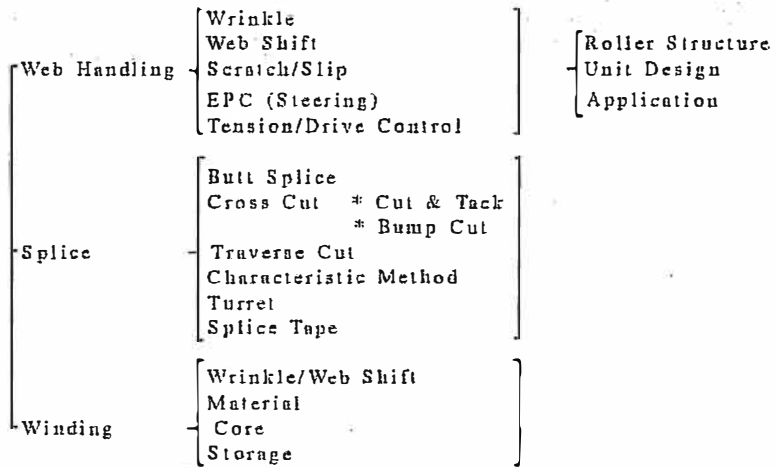 Wrinkle
Web Shift
Web Handling Scratch/Slip
EPC (Steering)
Tension/Drive Control
Roller Structure
Unit Design
Application
Butt Splice
Cross Cut * Cut & Tack
* Bump Cut
Splice Traverse Cut
Characteristic Method
Turret
Splice Tape
Wrinkle/Web Shift
Material
Winding Core
Storage